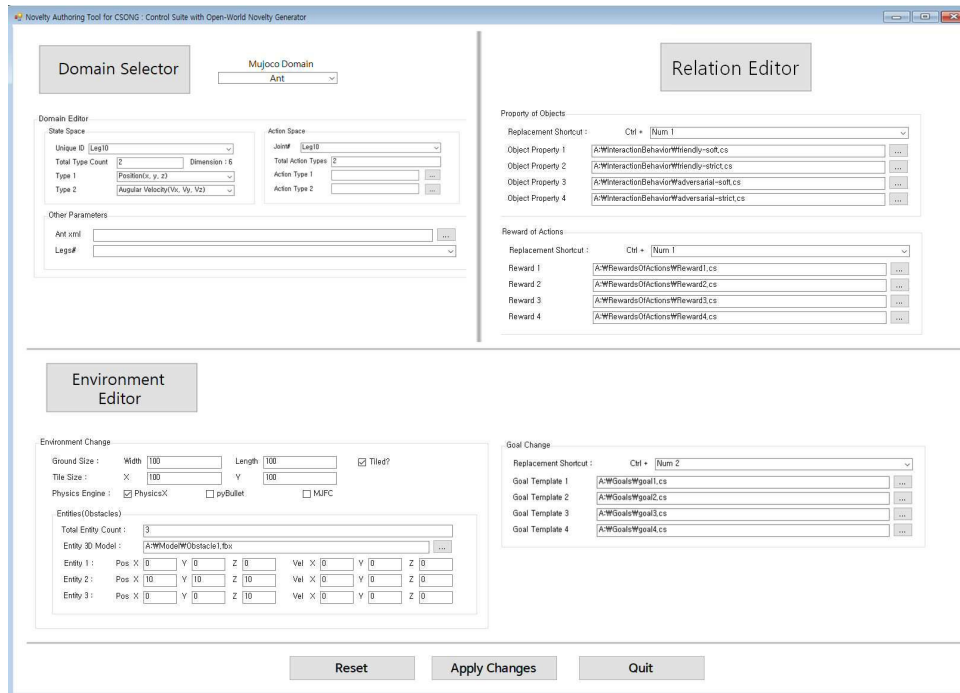 Novelty Authoring Tool for CSONG : Control Suite with Open-World Novelty Generator
Domain Selector
Mujoco Domain
Ant
Domain Editor
State Space
Unique ID Leg10
Total Type Count 2 Dimension : 6
Type 1 Position(x, y, z)
Type 2 Augular Velocity(Vx, Vy, Vz)
Action Space
Joint# Leg10
Total Action Types 2
Action Type 1 ...
Action Type 2 ...
Other Parameters
Ant xml ...
Legs#
Relation Editor
Property of Objects
Replacement Shortcut : Ctrl + Num 1
Object Property 1 A:₩InteractionBehavior₩friendly-soft,cs ...
Object Property 2 A:₩InteractionBehavior₩friendly-strict,cs ...
Object Property 3 A:₩InteractionBehavior₩adversarial-soft,cs ...
Object Property 4 A:₩InteractionBehavior₩adversarial-strict,cs ...
Reward of Actions
Replacement Shortcut : Ctrl + Num 1
Reward 1 A:₩RewardsOfActions₩Reward1,cs ...
Reward 2 A:₩RewardsOfActions₩Reward2,cs ...
Reward 3 A:₩RewardsOfActions₩Reward3,cs ...
Reward 4 A:₩RewardsOfActions₩Reward4,cs ...
Environment
Editor
Environment Change
Ground Size : Width 100 Length 100 Tiled?
Tile Size : X 100 Y 100
Physics Engine : PhysicsX pyBullet MJFC
Entities(Obstacles)
Total Entity Count : 3
Entity 3D Model : A:₩Model₩Obstacle1,fbx ...
Entity 1 : Pos X 0 Y 0 Z 0 Vel X 0 Y 0 Z 0
Entity 2 : Pos X 10 Y 10 Z 10 Vel X 0 Y 0 Z 0
Entity 3 : Pos X 0 Y 0 Z 10 Vel X 0 Y 0 Z 0
Goal Change
Replacement Shortcut : Ctrl + Num 2
Goal Template 1 A:₩Goals₩goal1,cs ...
Goal Template 2 A:₩Goals₩goal2,cs ...
Goal Template 3 A:₩Goals₩goal3,cs ...
Goal Template 4 A:₩Goals₩goal4,cs ...
Reset Apply Changes Quit